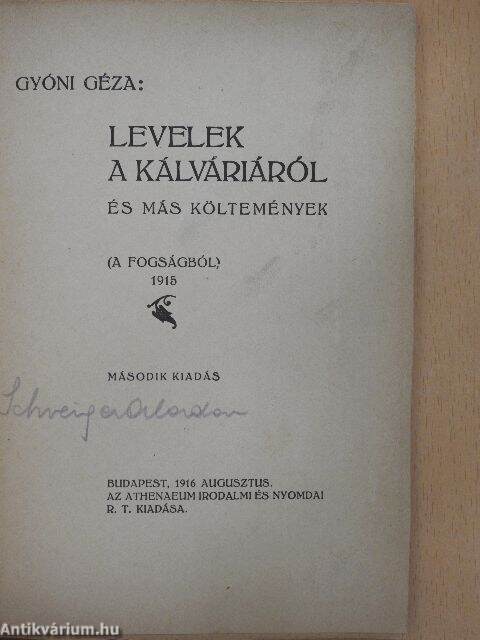 GYÓNI GÉZA:
LEVELEK
A KÁLVÁRIÁRÓL
ÉS MÁS KÖLTEMÉNYEK
(A FOGSÁGBÓL)
1915
MÁSODIK KIADÁS
BUDAPEST, 1916 AUGUSZTUS.
AZ ATHENAEUM IRODALMI ÉS NYOMDAI
R. T. KIADÁSA.
Antikvárium.hu